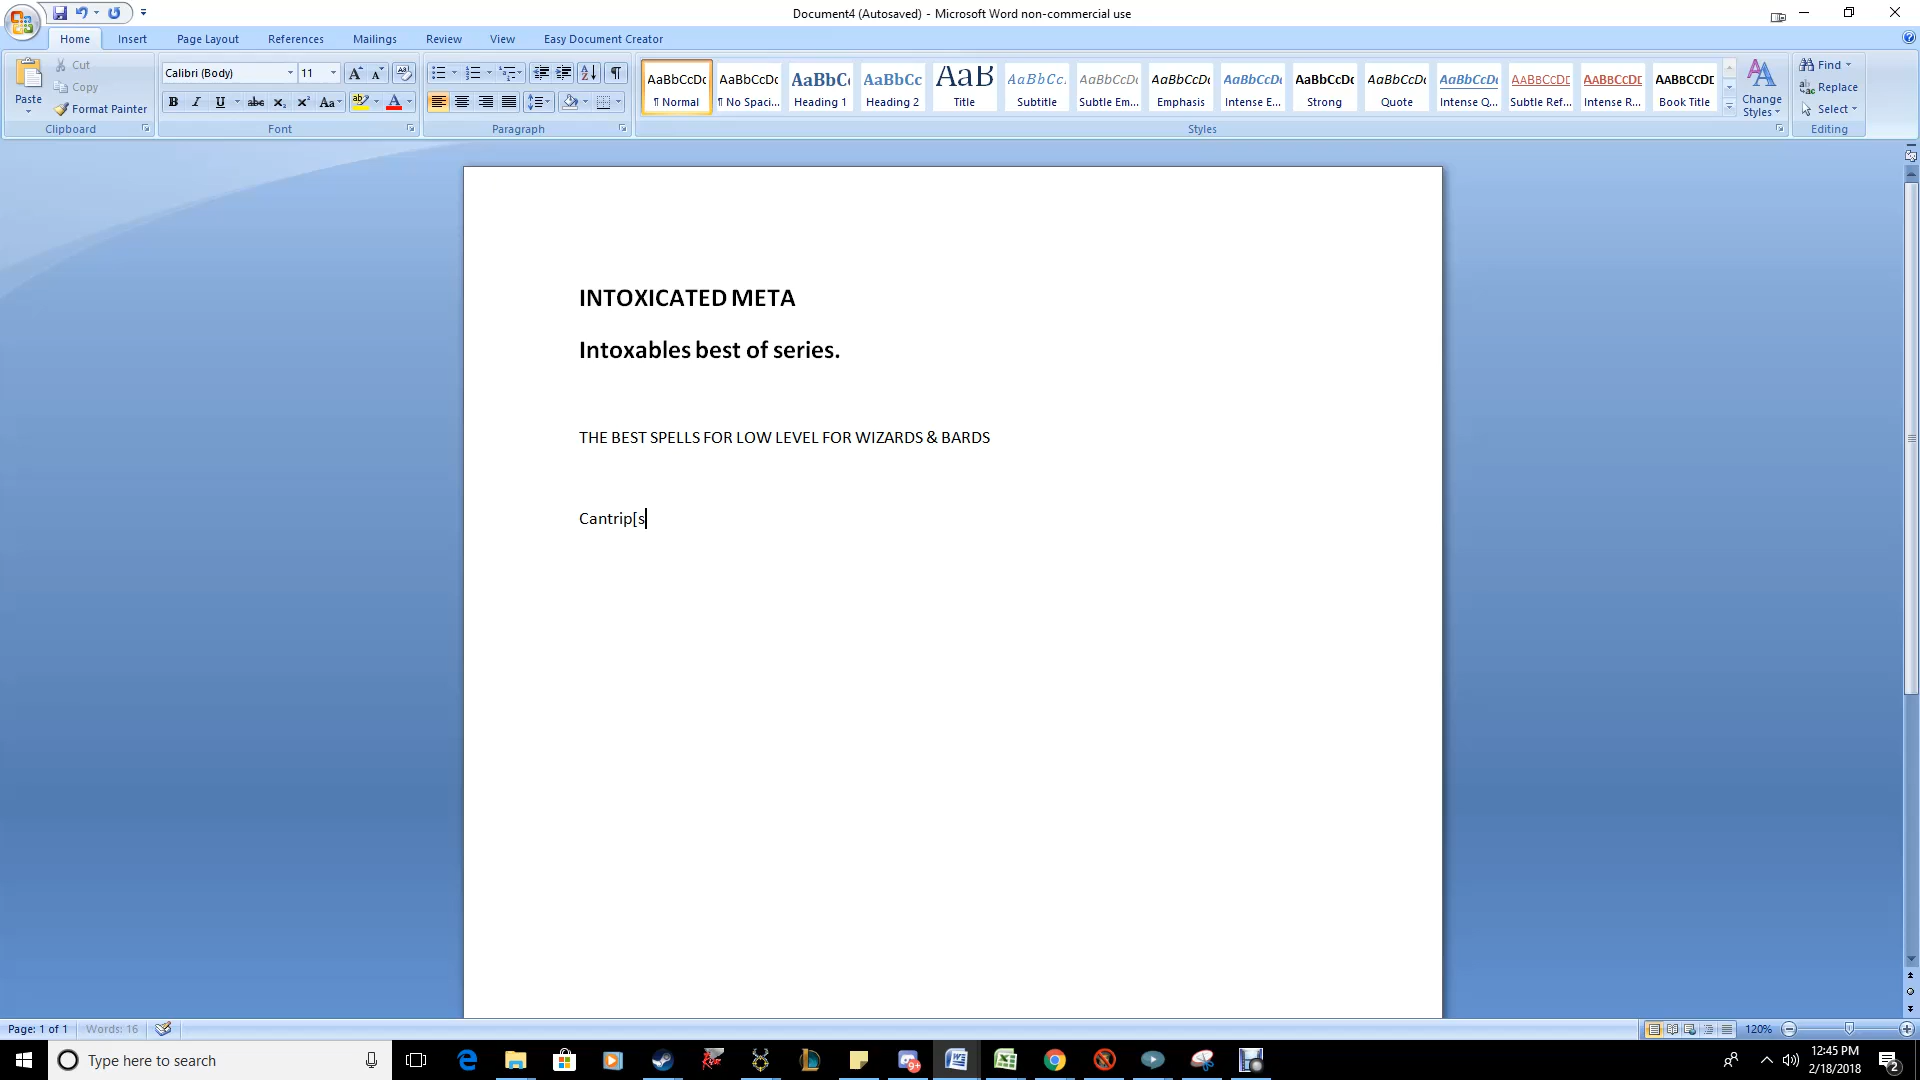 Document4 (Autosaved) - Microsoft Word non-commercial use
Home Insert Page Layout References Mailings Review View Easy Document Creator
Paste
Cut
Copy
Format Painter
Clipboard
Calibri (Body) 11
Font
Paragraph
AaBbCcDc AaBbCcDc AaBbC AaBbCc AaB AaBbCc. AaBbCcDc AaBbCcDc AaBbCcDc AaBbCcDc AaBbCcDc AaBbCcDc AABBCCDE AABBCCDE AABBCCDE
¶ Normal ¶ No Spaci... Heading 1 Heading 2 Title Subtitle Subtle Em... Emphasis Intense E... Strong Quote Intense Q... Subtle Ref... Intense R... Book Title
Change Styles
Styles
Find
Replace
Select
Editing
INTOXICATED META
Intoxables best of series.
THE BEST SPELLS FOR LOW LEVEL FOR WIZARDS & BARDS
Cantrip[s
Page: 1 of 1 Words: 16 120%
Type here to search
9+
12:45 PM
2/18/2018
2